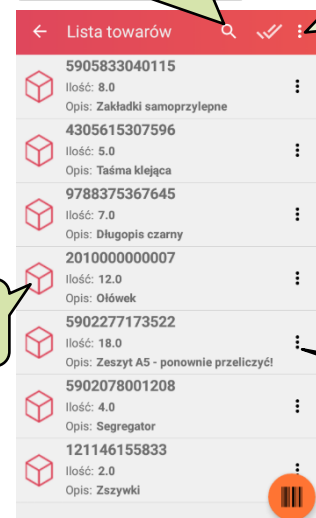 Lista towarów
5905833040115
Ilość: 8.0
Opis: Zakładki samoprzylepne
4305615307596
Ilość: 5.0
Opis: Taśma klejąca
9788375367645
Ilość: 7.0
Opis: Długopis czarny
2010000000007
Ilość: 12.0
Opis: Ołówek
5902277173522
Ilość: 18.0
Opis: Zeszyt A5 - ponownie przeliczyć!
5902078001208
Ilość: 4.0
Opis: Segregator
121146155833
Ilość: 2.0
Opis: Zszywki